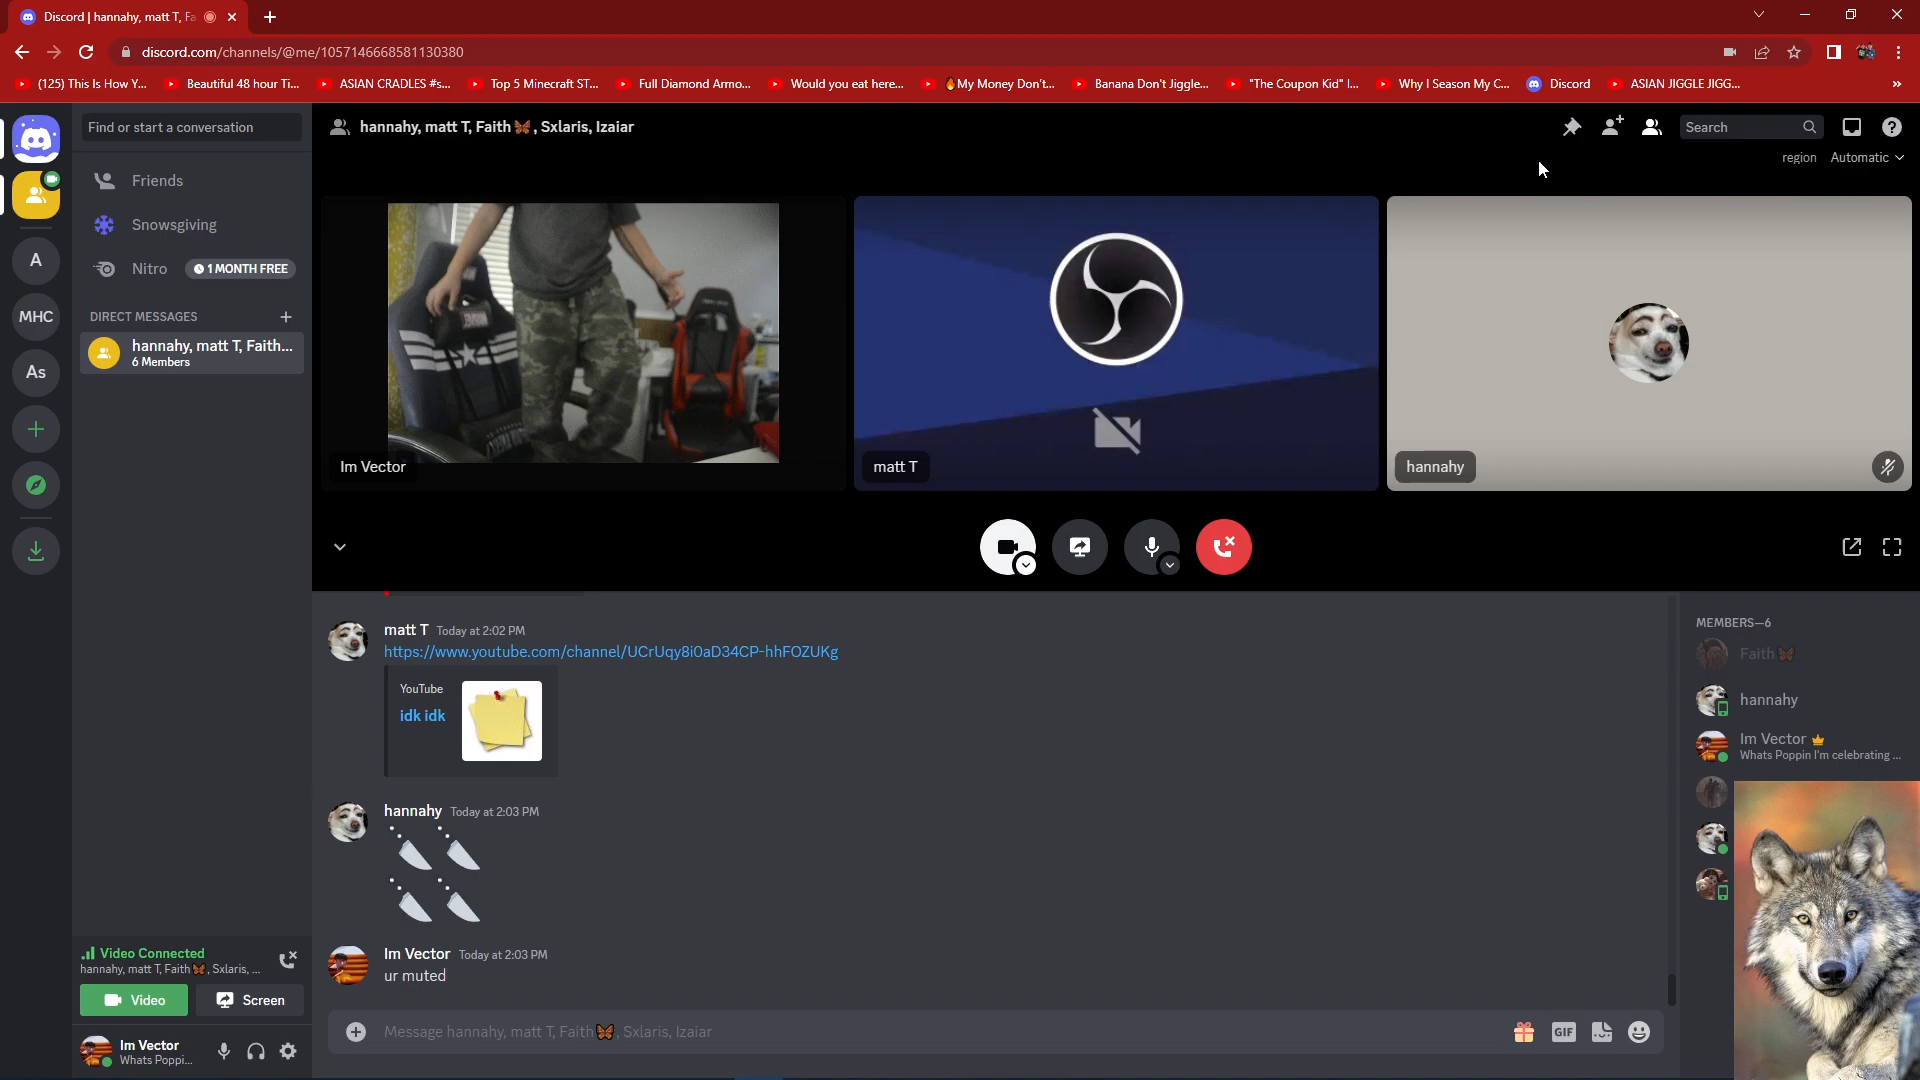 Discord | hannahy, matt T, Fa
discord.com/channels/@me/1057146668581130380
(125) This Is How Y...
Beautiful 48 hour Ti...
ASIAN CRADLES #s...
Top 5 Minecraft ST...
Full Diamond Armo...
Would you eat here...
🔥My Money Don't...
Banana Don't Jiggle...
"The Coupon Kid" I...
Why I Season My C...
Discord
ASIAN JIGGLE JIGG...
Find or start a conversation
hannahy, matt T, Faith🦋, Sxlaris, Izaiar
Search
region Automatic
Friends
Snowsgiving
Nitro
1 MONTH FREE
A
MHC
As
DIRECT MESSAGES
hannahy, matt T, Faith...
6 Members
Im Vector
matt T
hannahy
matt T Today at 2:02 PM
https://www.youtube.com/channel/UCrUqy8i0aD34CP-hhFOZUKg
YouTube
idk idk
hannahy Today at 2:03 PM
Im Vector Today at 2:03 PM
ur muted
Message hannahy, matt T, Faith🦋, Sxlaris, Izaiar
GIF
MEMBERS—6
Faith🦋
hannahy
Im Vector
Whats Poppin I'm celebrating ...
Video Connected
hannahy, matt T, Faith🦋, Sxlaris, ...
Video
Screen
Im Vector
Whats Poppi...